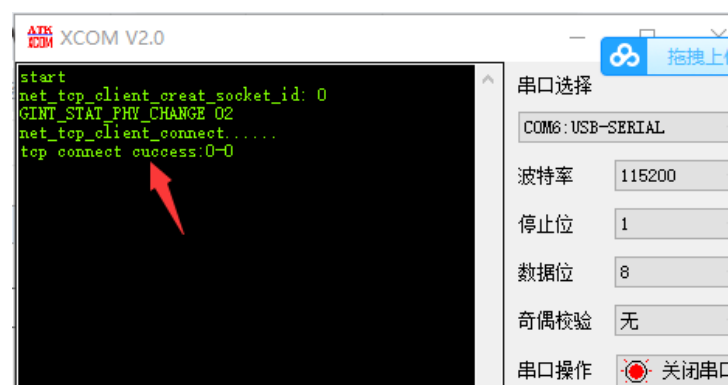 ATK
XCOM
XCOM V2.0
拖拽上
start
net_tcp_client_creat_socket_id: 0
GINT_STAT_PHY_CHANGE 02
net_tcp_client_connect......
tcp connect cuccess:0-0
串口选择
COM6:USB-SERIAL
波特率
115200
停止位
1
数据位
8
奇偶校验
无
串口操作
关闭串口